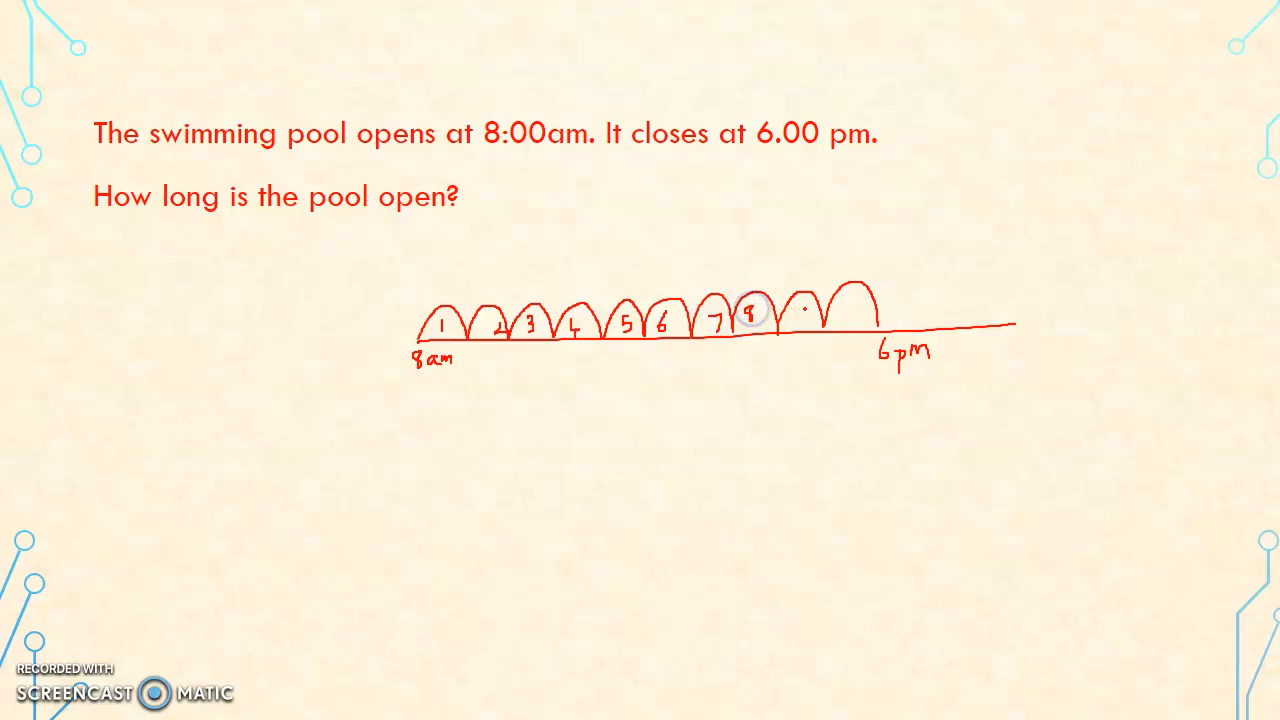 The swimming pool opens at 8:00am. It closes at 6.00 pm.
How long is the pool open?
1 2 3 4 5 6 7 8
8am 6pm
RECORDED WITH
SCREENCAST MATIC